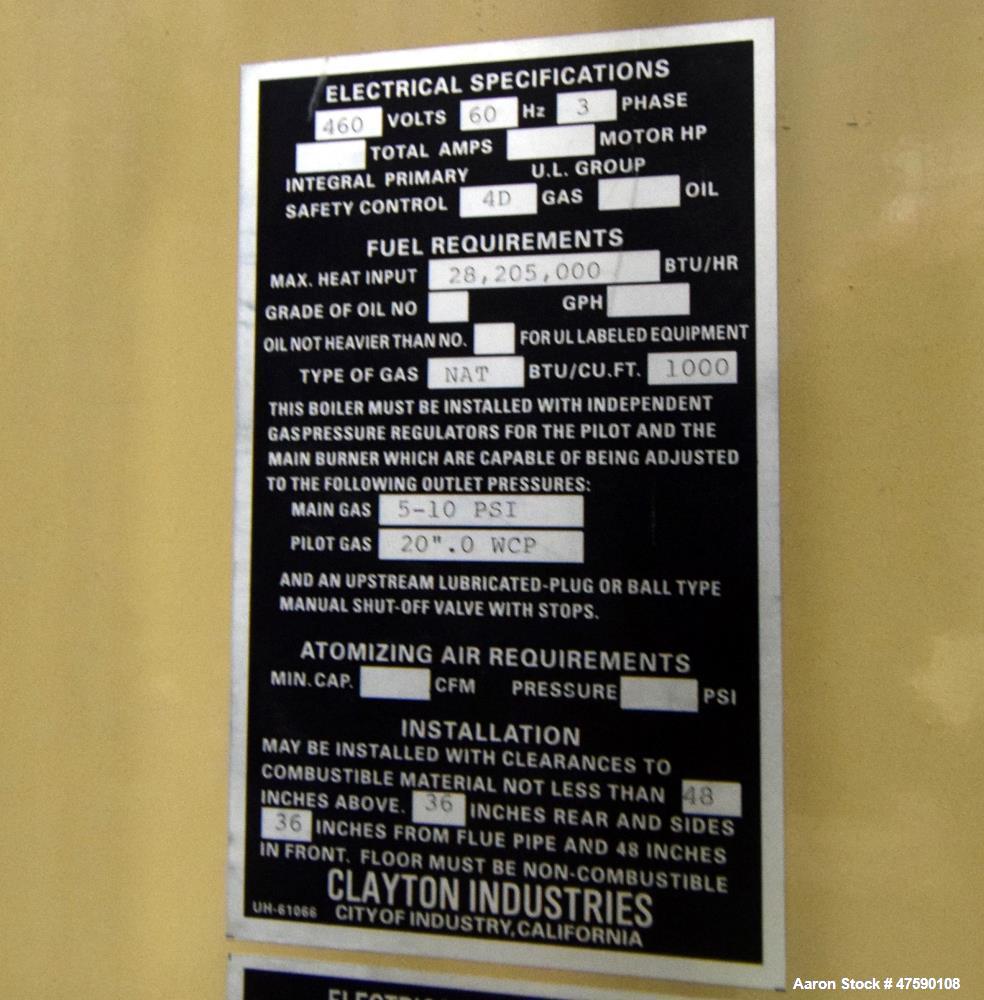 ELECTRICAL SPECIFICATIONS
460 VOLTS 60 Hz 3 PHASE
TOTAL AMPS MOTOR HP
INTEGRAL PRIMARY U.L. GROUP
SAFETY CONTROL 4D GAS OIL
FUEL REQUIREMENTS
MAX. HEAT INPUT 28,205,000 BTU/HR
GRADE OF OIL NO GPH
OIL NOT HEAVIER THAN NO. FOR UL LABELED EQUIPMENT
TYPE OF GAS NAT BTU/CU.FT. 1000
THIS BOILER MUST BE INSTALLED WITH INDEPENDENT
GAS PRESSURE REGULATORS FOR THE PILOT AND THE
MAIN BURNER WHICH ARE CAPABLE OF BEING ADJUSTED
TO THE FOLLOWING OUTLET PRESSURES:
MAIN GAS 5-10 PSI
PILOT GAS 20".0 WCP
AND AN UPSTREAM LUBRICATED-PLUG OR BALL TYPE
MANUAL SHUT-OFF VALVE WITH STOPS.
ATOMIZING AIR REQUIREMENTS
MIN. CAP. CFM PRESSURE PSI
INSTALLATION
MAY BE INSTALLED WITH CLEARANCES TO
COMBUSTIBLE MATERIAL NOT LESS THAN 48
INCHES ABOVE. 36 INCHES REAR AND SIDES
36 INCHES FROM FLUE PIPE AND 48 INCHES
IN FRONT. FLOOR MUST BE NON-COMBUSTIBLE
CLAYTON INDUSTRIES
UH-61066 CITY OF INDUSTRY, CALIFORNIA
Aaron Stock # 47590108